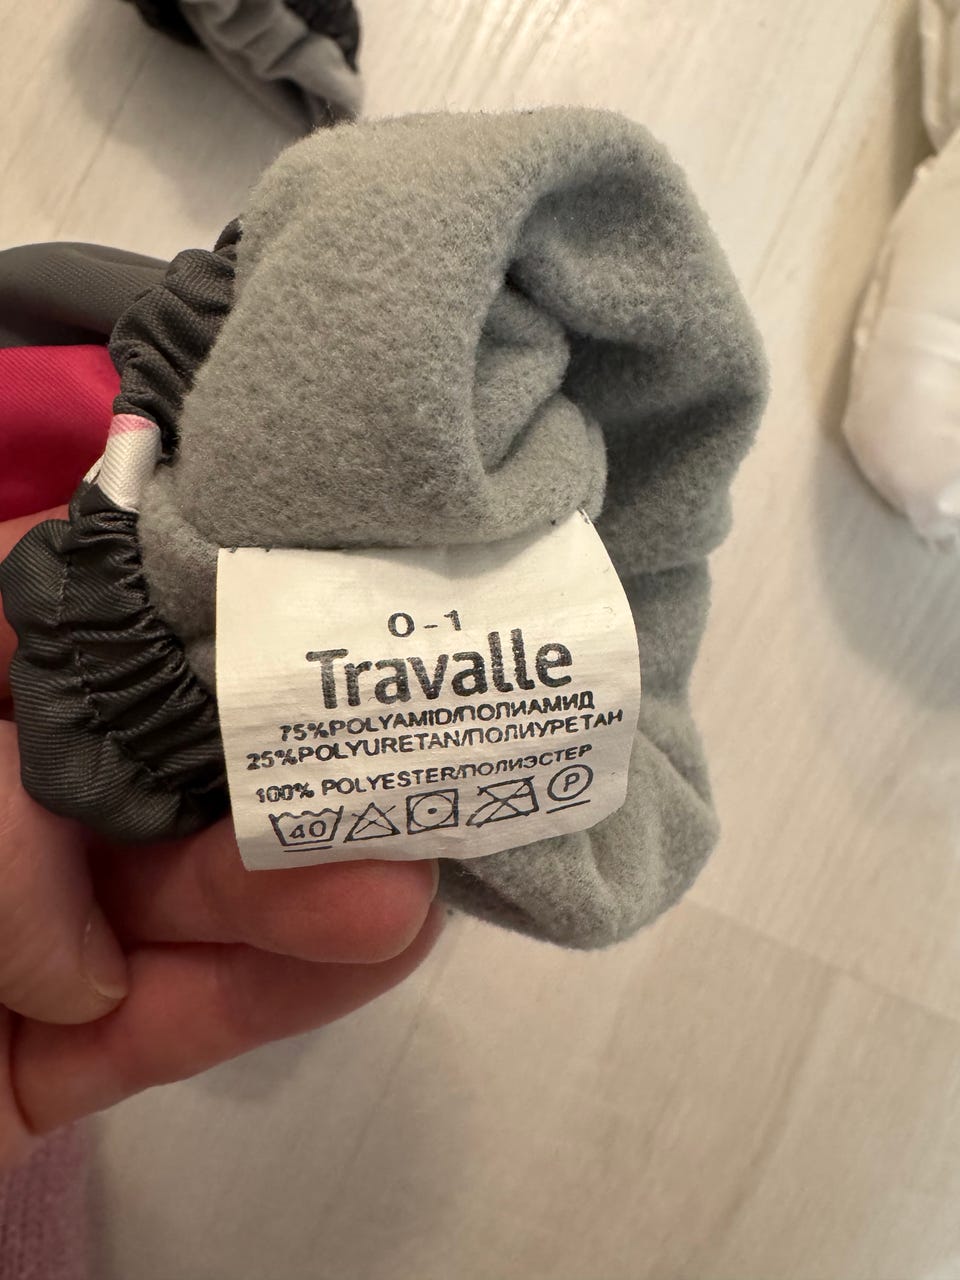 0-1
Travalle
75%POLYAMID/ПОЛИАМИД
25%POLYURETAN/ПОЛИУРЕТАН
100% POLYESTER/ПОЛИЭСТЕР
40 P